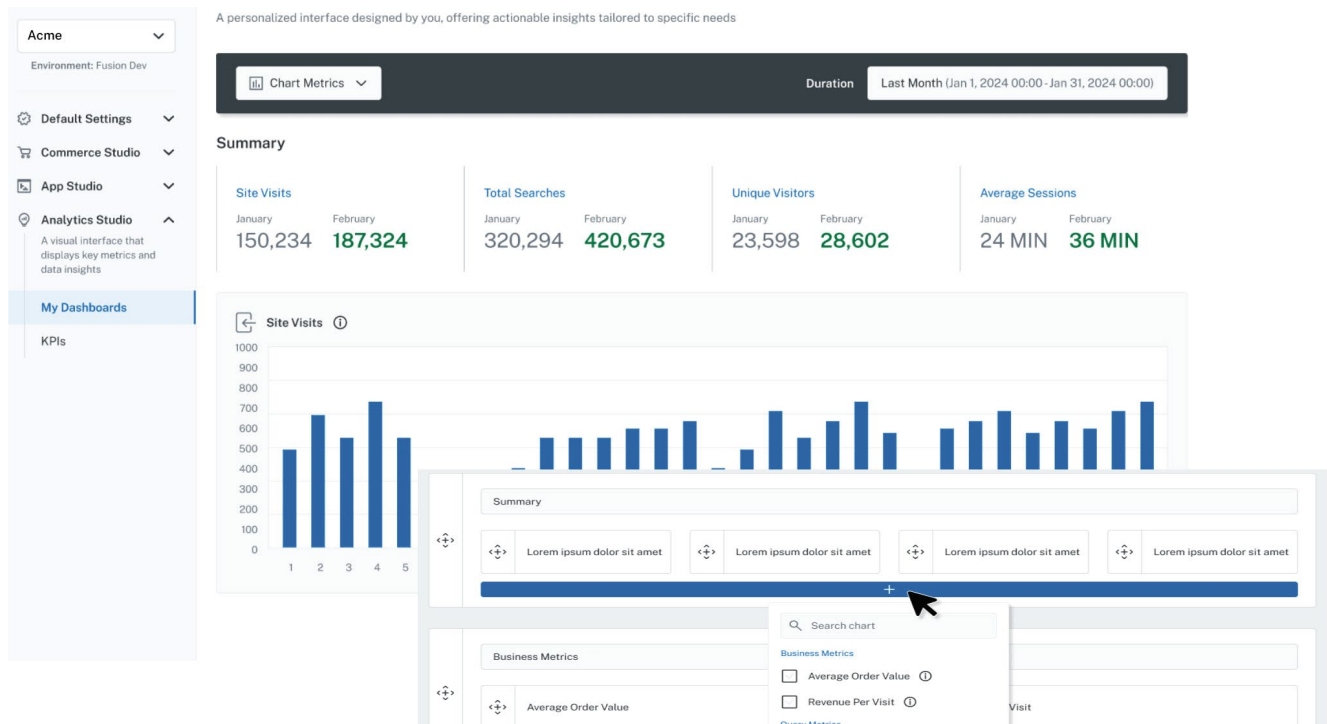 A personalized interface designed by you, offering actionable insights tailored to specific needs
Acme
Environment: Fusion Dev
Default Settings
Commerce Studio
App Studio
Analytics Studio
A visual interface that
displays key metrics and
data insights
My Dashboards
KPIs
Chart Metrics
Duration
Last Month (Jan 1, 2024 00:00 - Jan 31, 2024 00:00)
Summary
Site Visits
January February
150,234 187,324
Total Searches
January February
320,294 420,673
Unique Visitors
January February
23,598 28,602
Average Sessions
January February
24 MIN 36 MIN
Site Visits
1000
900
800
700
600
500
400
300
200
100
0
1 2 3 4 5
Summary
Lorem ipsum dolor sit amet
Lorem ipsum dolor sit amet
Lorem ipsum dolor sit amet
Lorem ipsum dolor sit amet
+
Search chart
Business Metrics
Average Order Value
Revenue Per Visit
Query Metrics
Business Metrics
Average Order Value
Visit